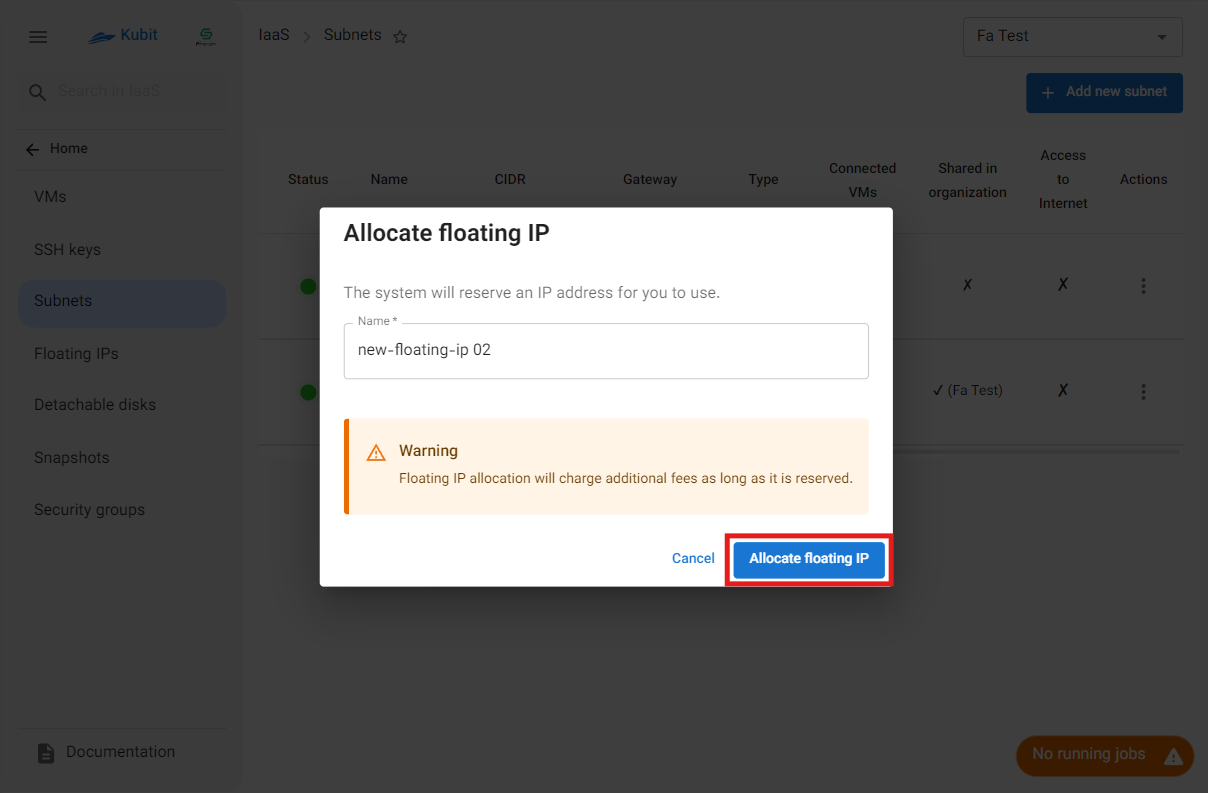 Kubit
IaaS > Subnets
Fa Test
Search in IaaS
Add new subnet
Home
VMs
SSH keys
Subnets
Floating IPs
Detachable disks
Snapshots
Security groups
Documentation
Status Name CIDR Gateway Type Connected VMs Shared in organization Access to Internet Actions
✗ ✗
✓ (Fa Test) ✗
Allocate floating IP
The system will reserve an IP address for you to use.
Name *
new-floating-ip 02
Warning
Floating IP allocation will charge additional fees as long as it is reserved.
Cancel
Allocate floating IP
No running jobs